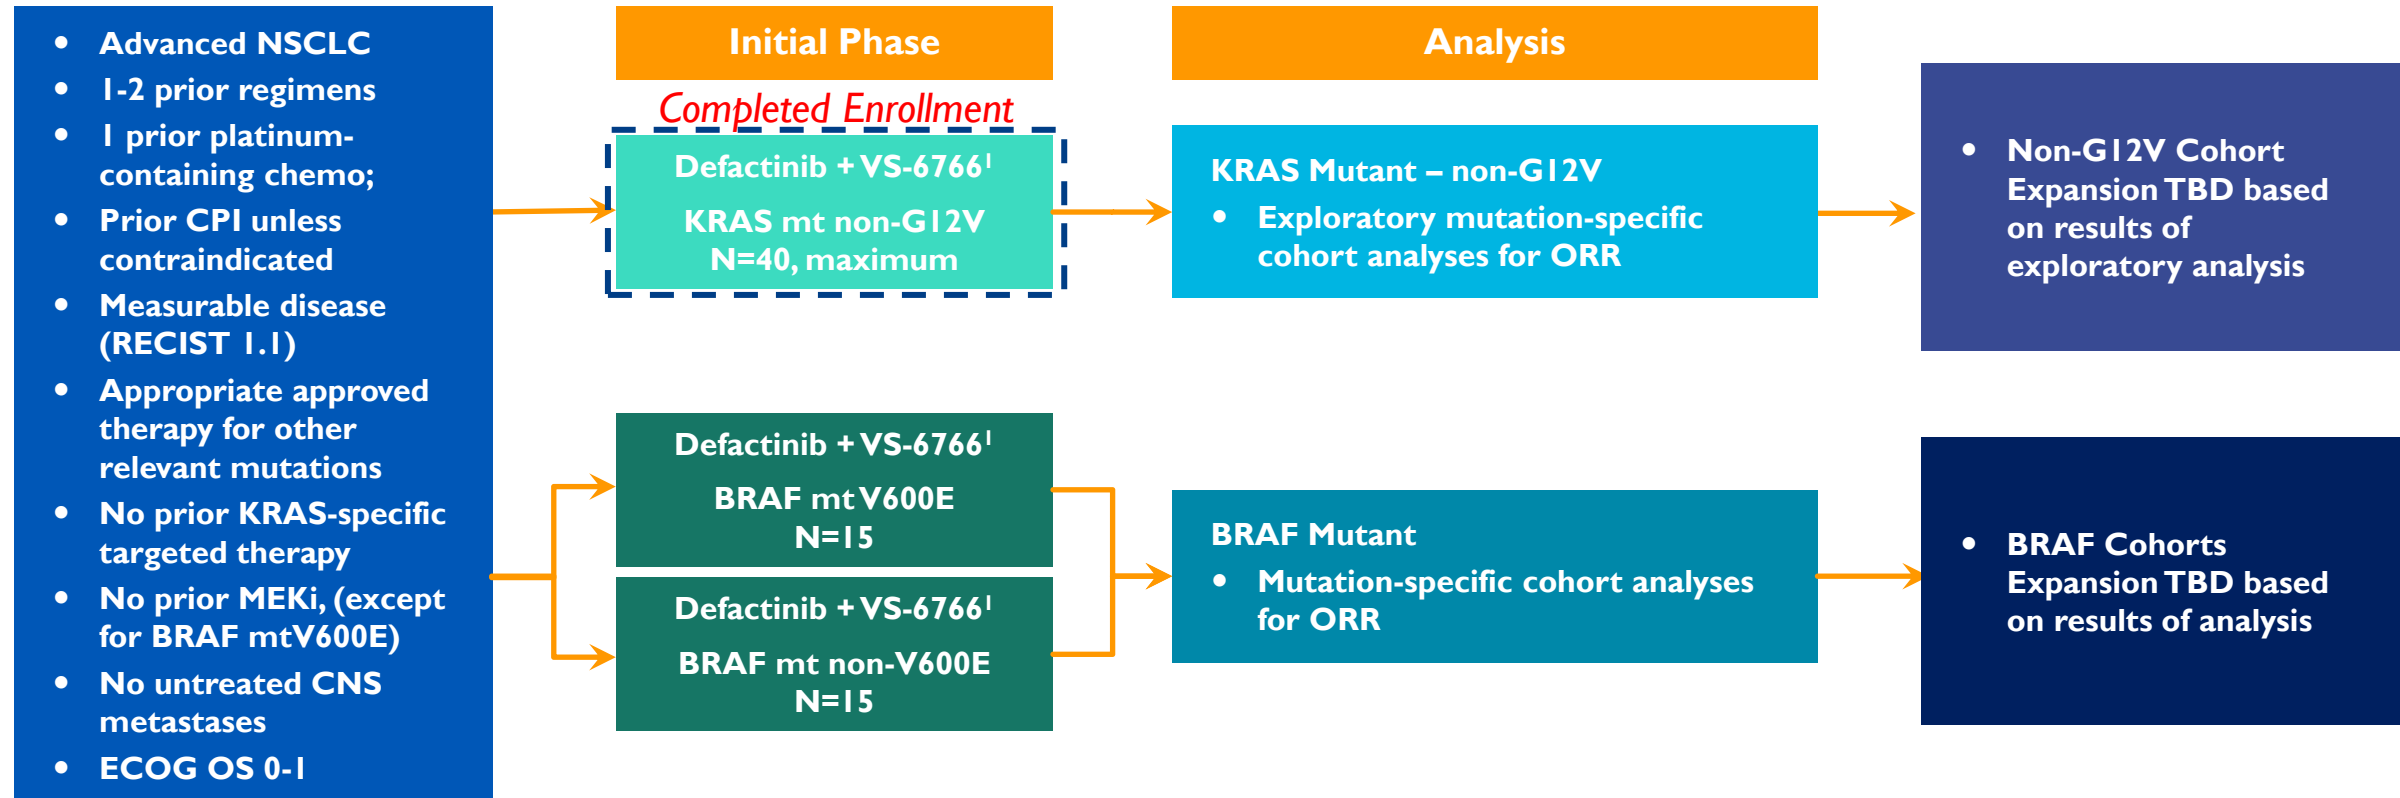 • Advanced NSCLC
• 1-2 prior regimens
• 1 prior platinum-
containing chemo;
• Prior CPI unless
contraindicated
• Measurable disease
(RECIST 1.1)
• Appropriate approved
therapy for other
relevant mutations
• No prior KRAS-specific
targeted therapy
• No prior MEKi, (except
for BRAF mtV600E)
• No untreated CNS
metastases
• ECOG OS 0-1
Initial Phase
Completed Enrollment
Defactinib + VS-6766¹
KRAS mt non-G12V
N=40, maximum
Defactinib + VS-6766¹
BRAF mt V600E
N=15
Defactinib + VS-6766¹
BRAF mt non-V600E
N=15
Analysis
KRAS Mutant – non-G12V
• Exploratory mutation-specific
cohort analyses for ORR
BRAF Mutant
• Mutation-specific cohort analyses
for ORR
• Non-G12V Cohort
Expansion TBD based
on results of
exploratory analysis
• BRAF Cohorts
Expansion TBD based
on results of analysis